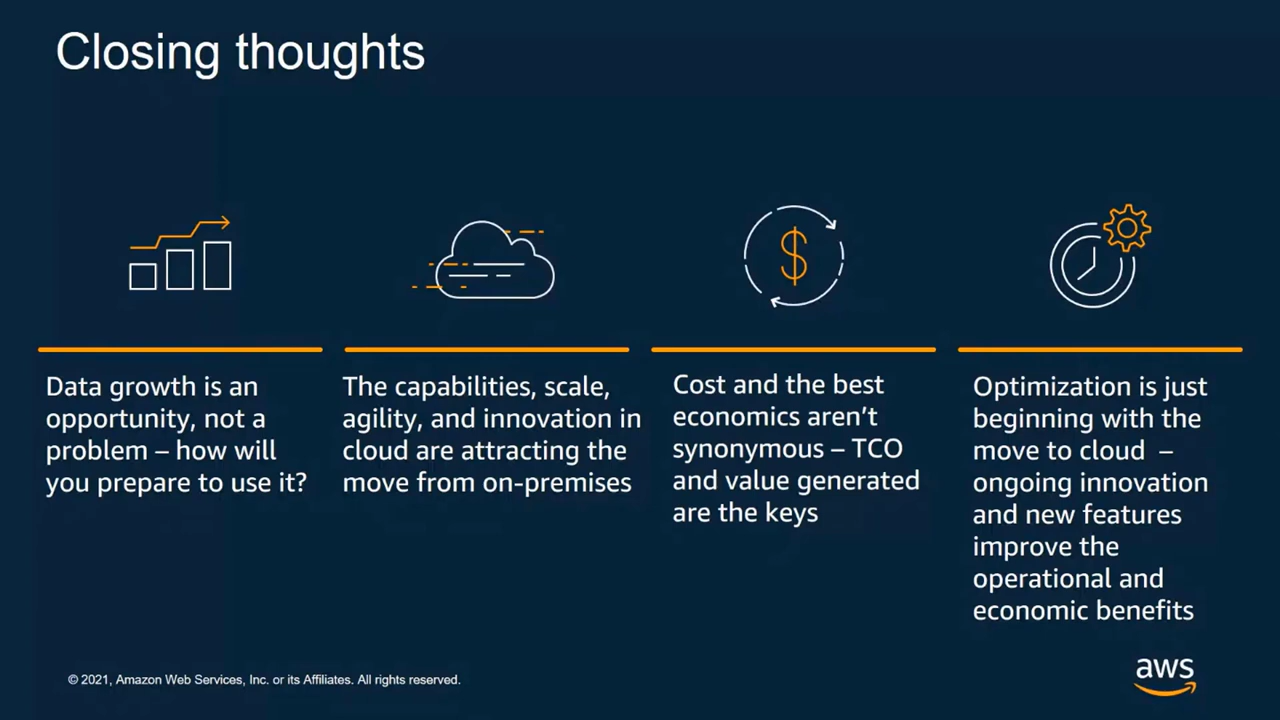 Closing thoughts
$
Data growth is an
opportunity, not a
problem – how will
you prepare to use it?
The capabilities, scale,
agility, and innovation in
cloud are attracting the
move from on-premises
Cost and the best
economics aren’t
synonymous – TCO
and value generated
are the keys
Optimization is just
beginning with the
move to cloud –
ongoing innovation
and new features
improve the
operational and
economic benefits
© 2021, Amazon Web Services, Inc. or its Affiliates. All rights reserved.
aws